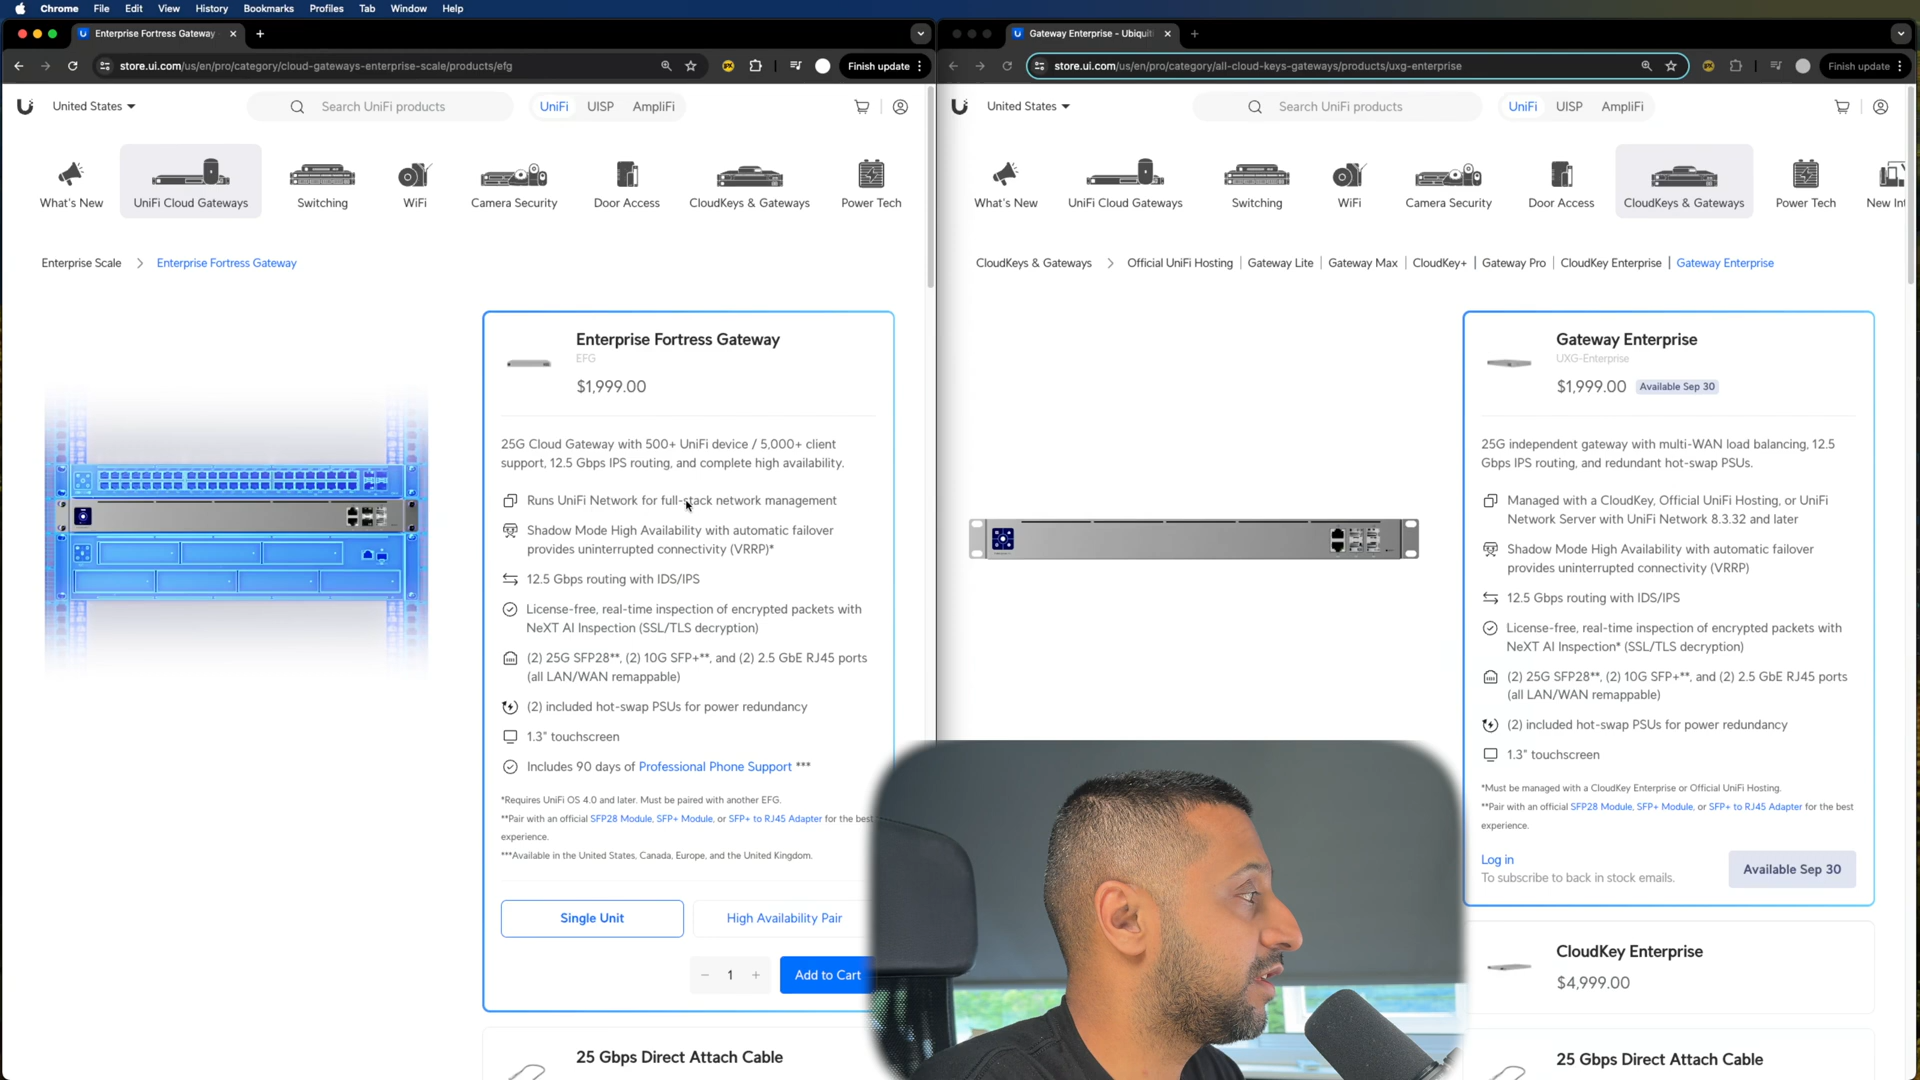 Chrome File Edit View History Bookmarks Profiles Tab Window Help
Enterprise Fortress Gateway
store.ui.com/us/en/pro/category/cloud-gateways-enterprise-scale/products/efg
Finish update
United States
Search UniFi products
UniFi UISP AmpliFi
What's New
UniFi Cloud Gateways
Switching
WiFi
Camera Security
Door Access
CloudKeys & Gateways
Power Tech
Enterprise Scale > Enterprise Fortress Gateway
Enterprise Fortress Gateway
EFG
$1,999.00
25G Cloud Gateway with 500+ UniFi device / 5,000+ client
support, 12.5 Gbps IPS routing, and complete high availability.
Runs UniFi Network for full-stack network management
Shadow Mode High Availability with automatic failover
provides uninterrupted connectivity (VRRP)*
12.5 Gbps routing with IDS/IPS
License-free, real-time inspection of encrypted packets with
NeXT AI Inspection (SSL/TLS decryption)
(2) 25G SFP28**, (2) 10G SFP+**, and (2) 2.5 GbE RJ45 ports
(all LAN/WAN remappable)
(2) included hot-swap PSUs for power redundancy
1.3" touchscreen
Includes 90 days of Professional Phone Support ***
*Requires UniFi OS 4.0 and later. Must be paired with another EFG.
**Pair with an official SFP28 Module, SFP+ Module, or SFP+ to RJ45 Adapter for the best
experience.
***Available in the United States, Canada, Europe, and the United Kingdom.
Single Unit
High Availability Pair
− 1 +
Add to Cart
25 Gbps Direct Attach Cable
Gateway Enterprise - Ubiquiti
store.ui.com/us/en/pro/category/all-cloud-keys-gateways/products/uxg-enterprise
Finish update
United States
Search UniFi products
UniFi UISP AmpliFi
What's New
UniFi Cloud Gateways
Switching
WiFi
Camera Security
Door Access
CloudKeys & Gateways
Power Tech
New Int
CloudKeys & Gateways > Official UniFi Hosting | Gateway Lite | Gateway Max | CloudKey+ | Gateway Pro | CloudKey Enterprise | Gateway Enterprise
Gateway Enterprise
UXG-Enterprise
$1,999.00 Available Sep 30
25G independent gateway with multi-WAN load balancing, 12.5
Gbps IPS routing, and redundant hot-swap PSUs.
Managed with a CloudKey, Official UniFi Hosting, or UniFi
Network Server with UniFi Network 8.3.32 and later
Shadow Mode High Availability with automatic failover
provides uninterrupted connectivity (VRRP)
12.5 Gbps routing with IDS/IPS
License-free, real-time inspection of encrypted packets with
NeXT AI Inspection* (SSL/TLS decryption)
(2) 25G SFP28**, (2) 10G SFP+**, and (2) 2.5 GbE RJ45 ports
(all LAN/WAN remappable)
(2) included hot-swap PSUs for power redundancy
1.3" touchscreen
*Must be managed with a CloudKey Enterprise or Official UniFi Hosting.
**Pair with an official SFP28 Module, SFP+ Module, or SFP+ to RJ45 Adapter for the best
experience.
Log in
To subscribe to back in stock emails.
Available Sep 30
CloudKey Enterprise
$4,999.00
25 Gbps Direct Attach Cable